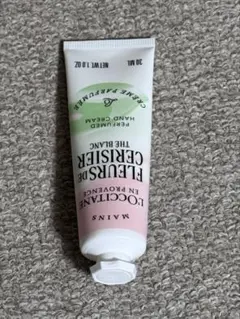 MAINS
L'OCCITANE
EN PROVENCE
FLEURS DE
CERISIER
THE BLANC
PERFUMED
HAND CREAM
CRÈME PARFUMÉE
30 ML
NET WT. 1.0 OZ